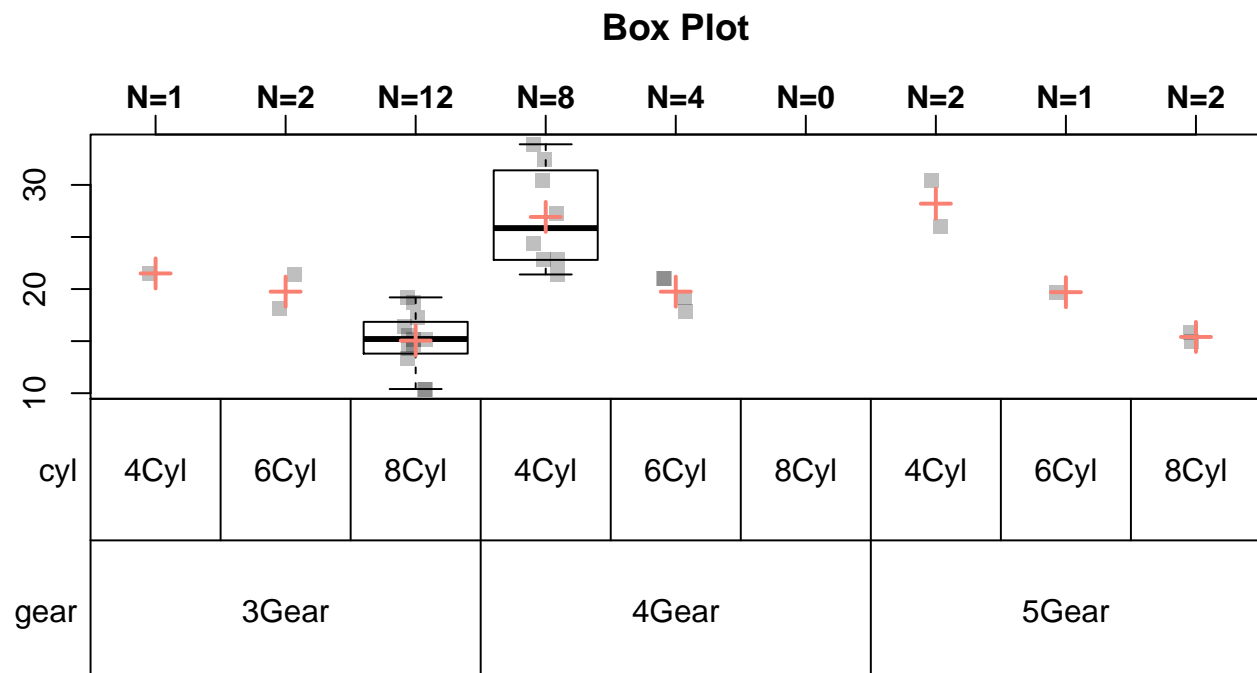 Box Plot
N=1 N=2 N=12 N=8 N=4 N=0 N=2 N=1 N=2
30
20
10
cyl 4Cyl 6Cyl 8Cyl 4Cyl 6Cyl 8Cyl 4Cyl 6Cyl 8Cyl
gear 3Gear 4Gear 5Gear